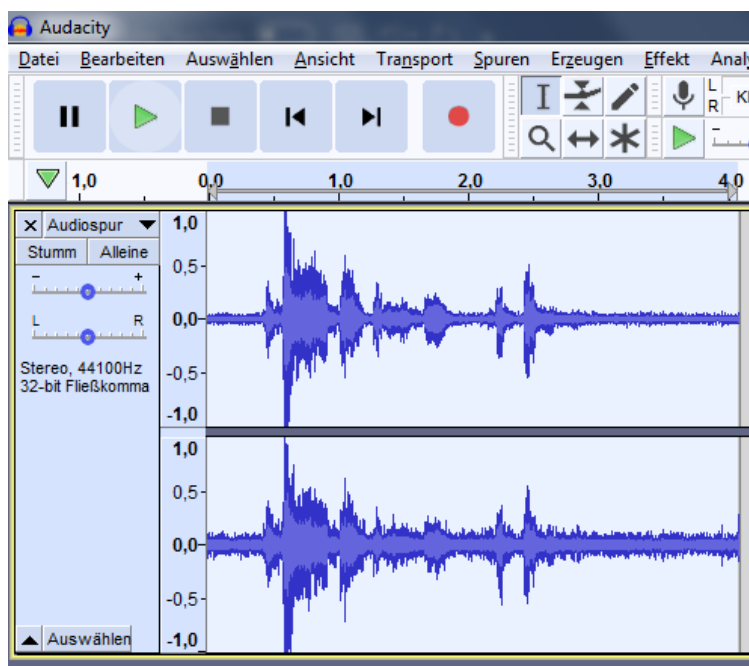 Audacity
Datei Bearbeiten Auswählen Ansicht Transport Spuren Erzeugen Effekt
L
R
1,0 0,0 1,0 2,0 3,0 4,0
× Audiospur
Stumm Alleine
- +
L R
Stereo, 44100Hz
32-bit Fließkomma
Auswählen
1,0
0,5-
0,0-
-0,5-
-1,0
1,0
0,5-
0,0-
-0,5-
-1,0